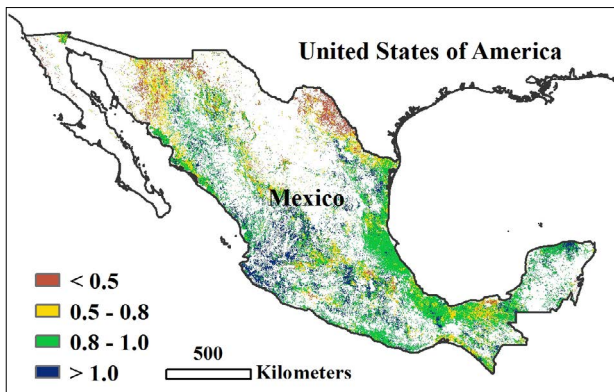 United States of America
Mexico
< 0.5
0.5 - 0.8
0.8 - 1.0
> 1.0
500
Kilometers